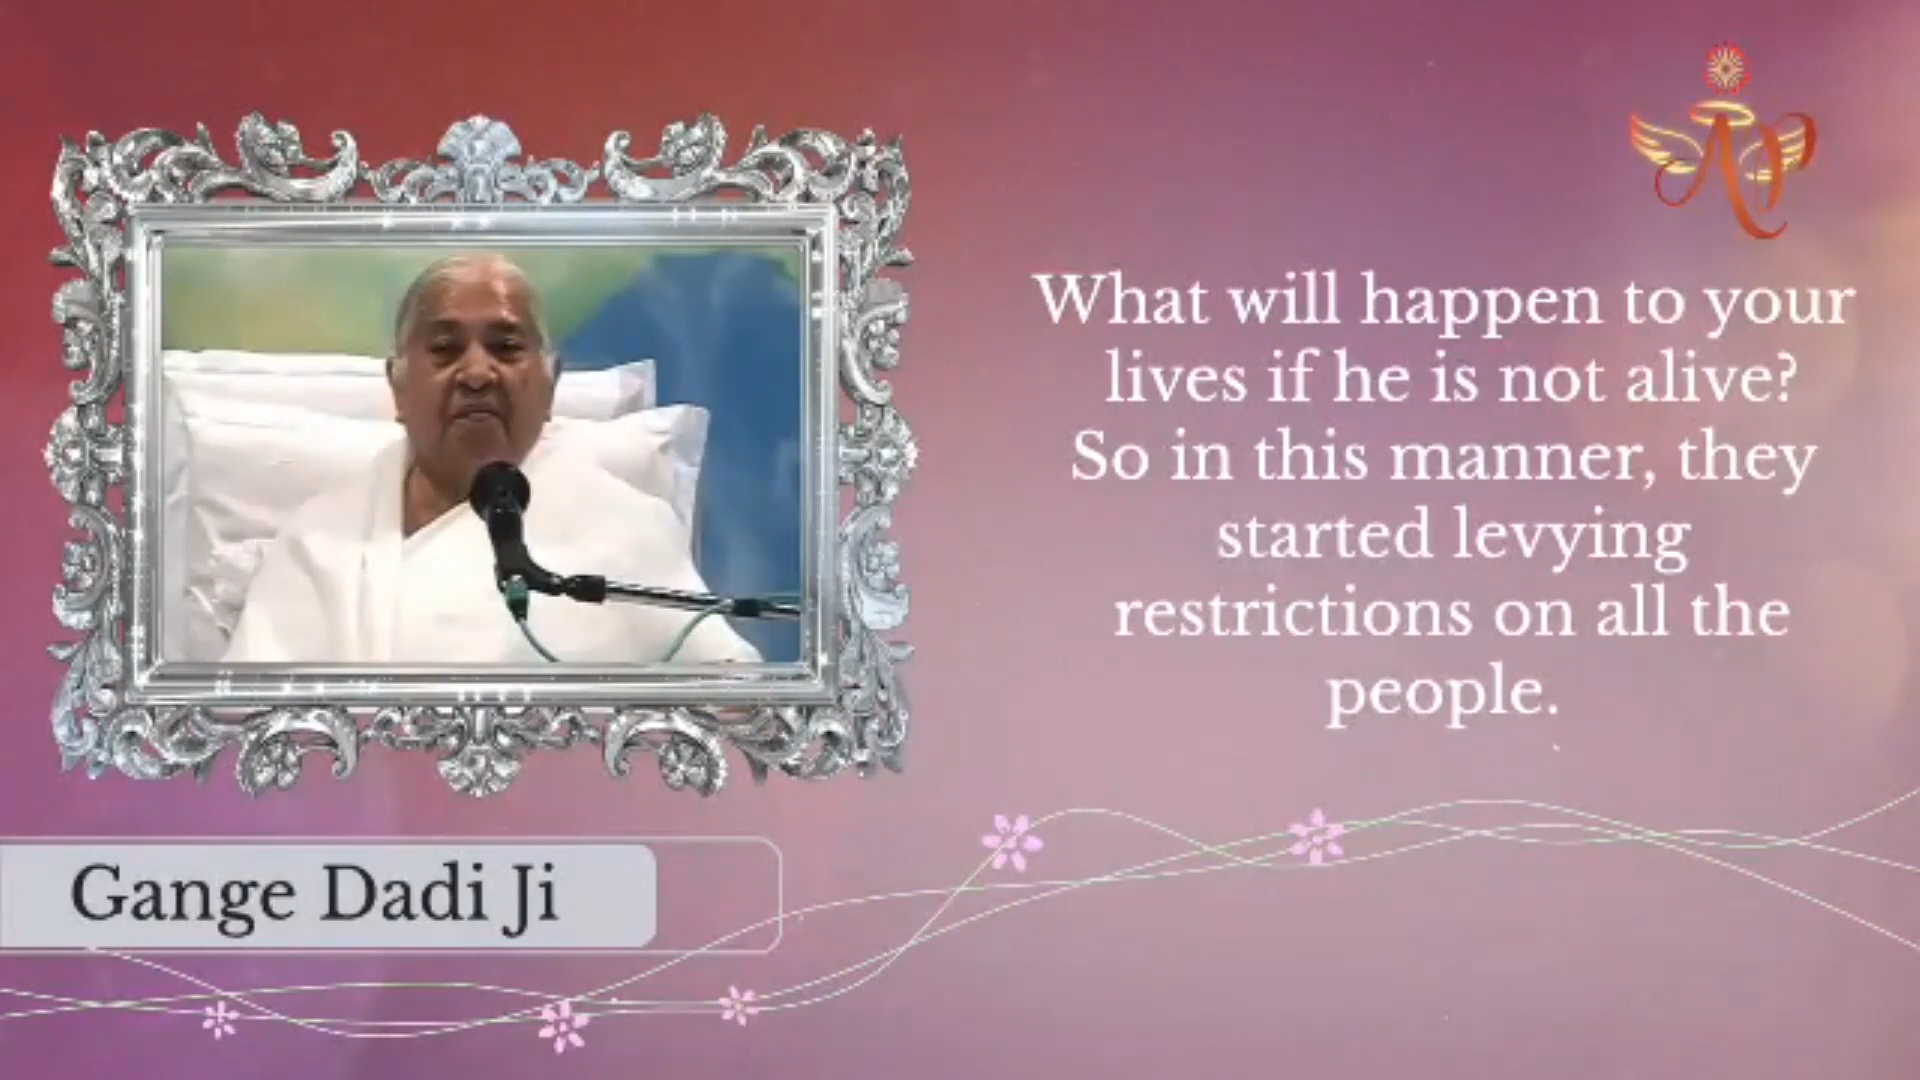 What will happen to your
lives if he is not alive?
So in this manner, they
started levying
restrictions on all the
people.
Gange Dadi Ji